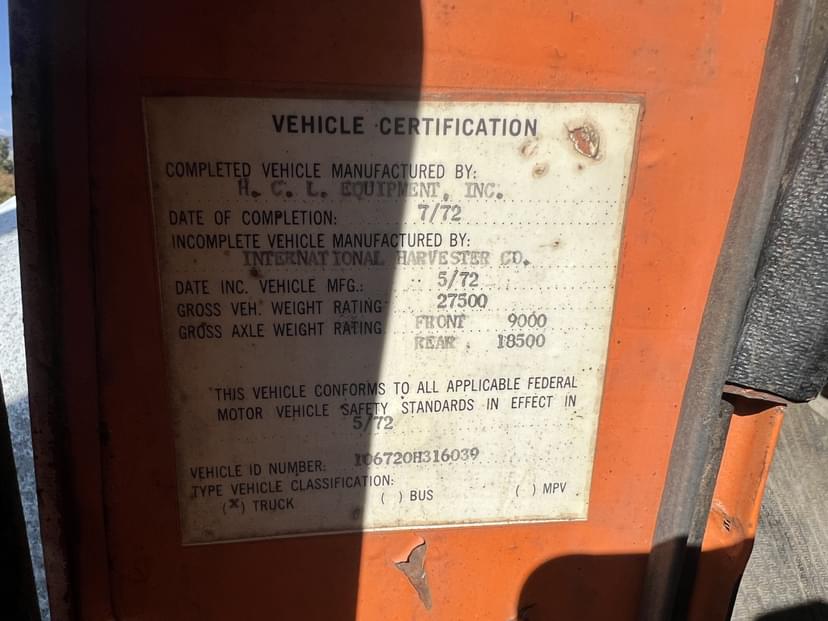 VEHICLE CERTIFICATION
COMPLETED VEHICLE MANUFACTURED BY:
H. C. L. EQUIPMENT, INC.
DATE OF COMPLETION: 7/72
INCOMPLETE VEHICLE MANUFACTURED BY:
INTERNATIONAL HARVESTER CO.
DATE INC. VEHICLE MFG.: 5/72
GROSS VEH. WEIGHT RATING 27500
GROSS AXLE WEIGHT RATING FRONT 9000
REAR 18500
THIS VEHICLE CONFORMS TO ALL APPLICABLE FEDERAL
MOTOR VEHICLE SAFETY STANDARDS IN EFFECT IN
5/72
VEHICLE ID NUMBER: 106720H316039
TYPE VEHICLE CLASSIFICATION:
(X) TRUCK ( ) BUS ( ) MPV